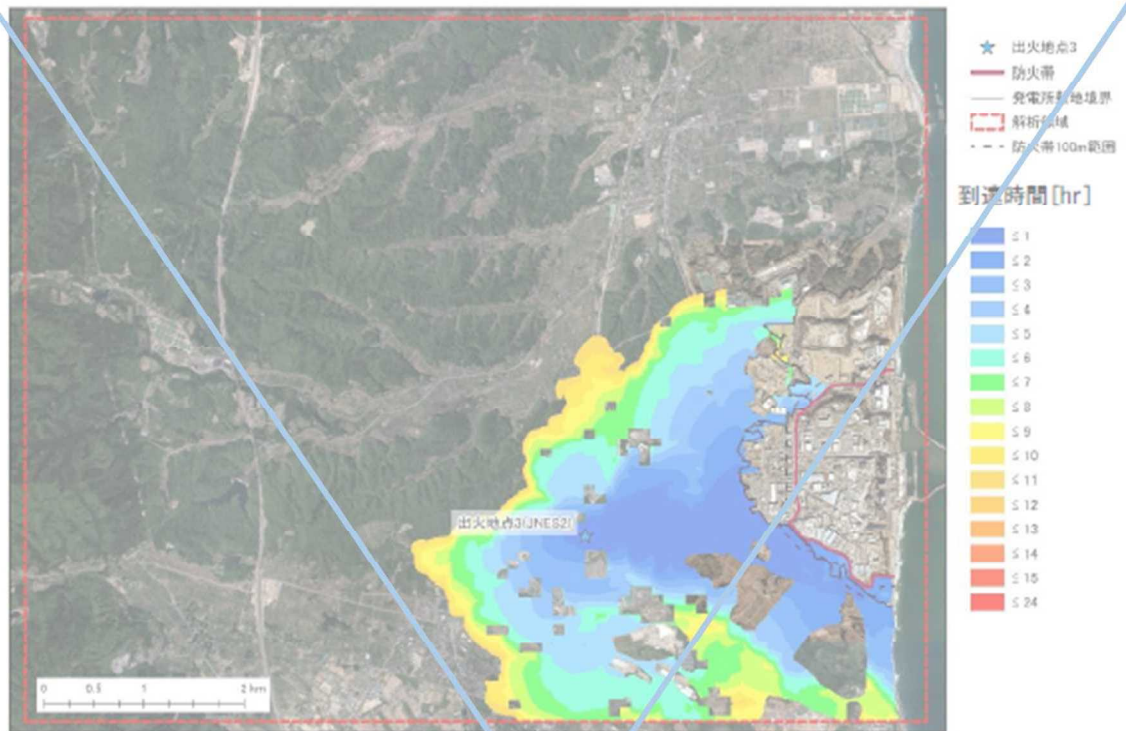 出火地点3
防火帯
発電所敷地境界
解析領域
防火帯100m範囲
到達時間[hr]
≤ 1
≤ 2
≤ 3
≤ 4
≤ 5
≤ 6
≤ 7
≤ 8
≤ 9
≤ 10
≤ 11
≤ 12
≤ 13
≤ 14
≤ 15
≤ 24
出火地点3(JNES2)
0 0.5 1 2 km